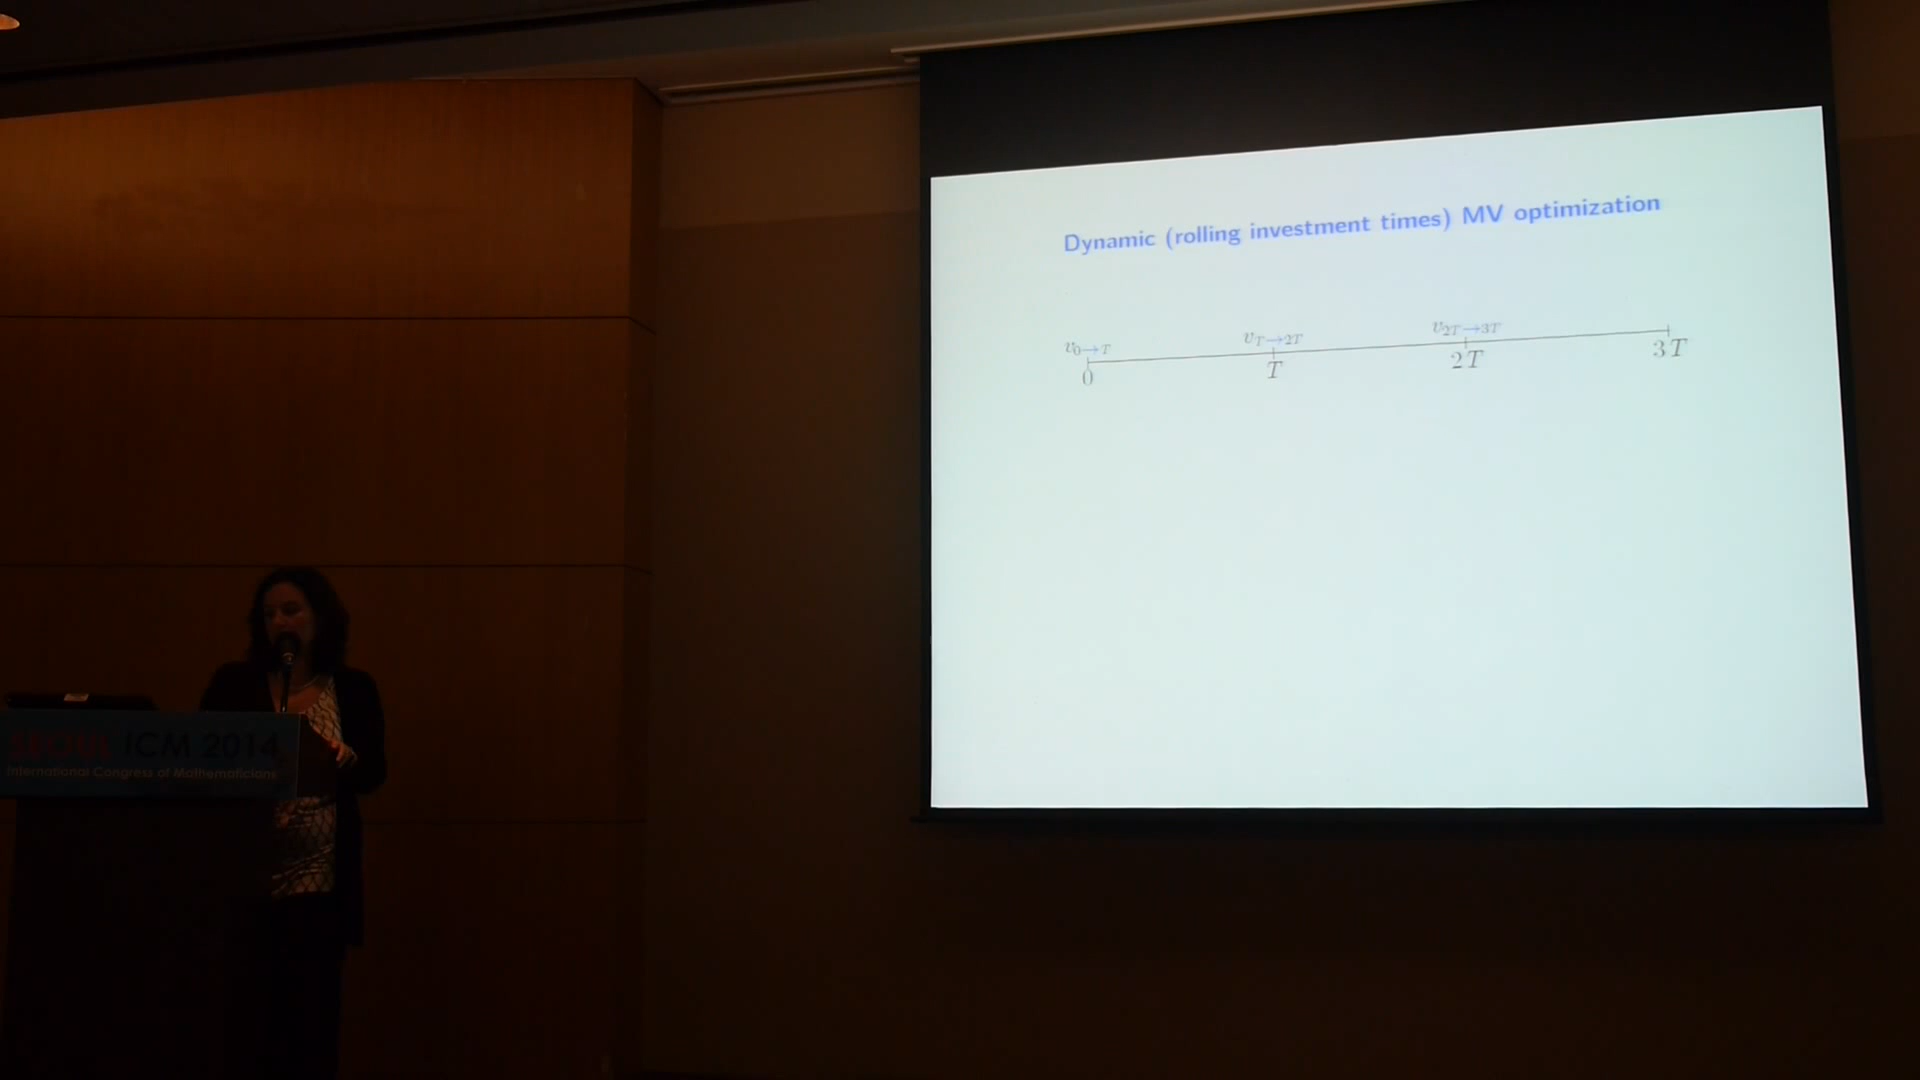 Dynamic (rolling investment times) MV optimization
v0→T vT→2T v2T→3T
0 T 2T 3T
SEOUL ICM 2014
International Congress of Mathematicians